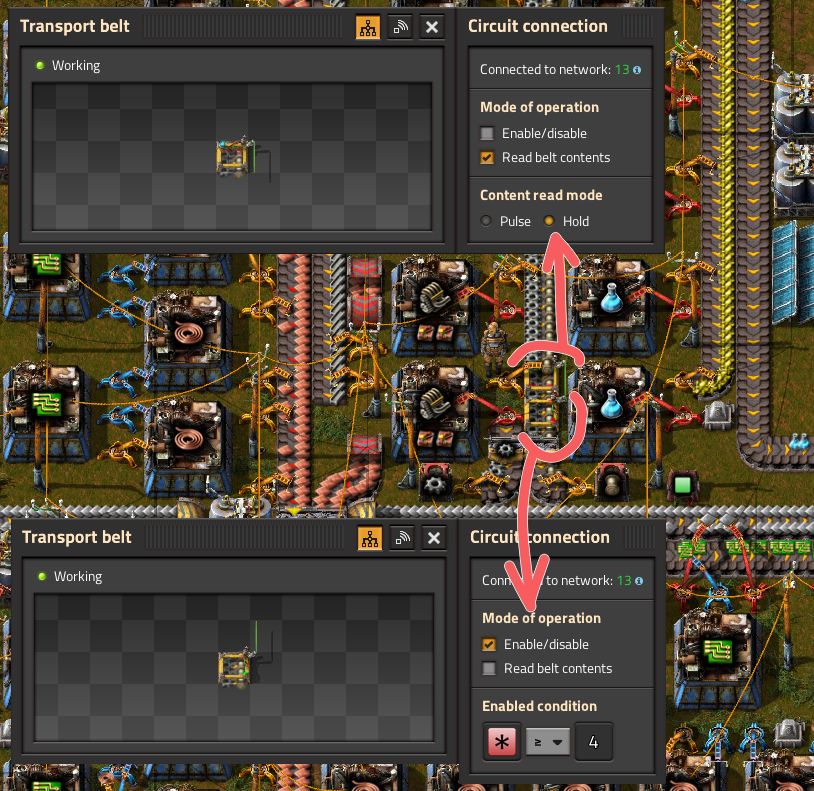 Transport belt
Circuit connection
Working
Connected to network: 13
Mode of operation
Enable/disable
Read belt contents
Content read mode
Pulse
Hold
Transport belt
Circuit connection
Working
to network: 13
Mode of operation
Enable/disable
Read belt contents
Enabled condition
≥
4